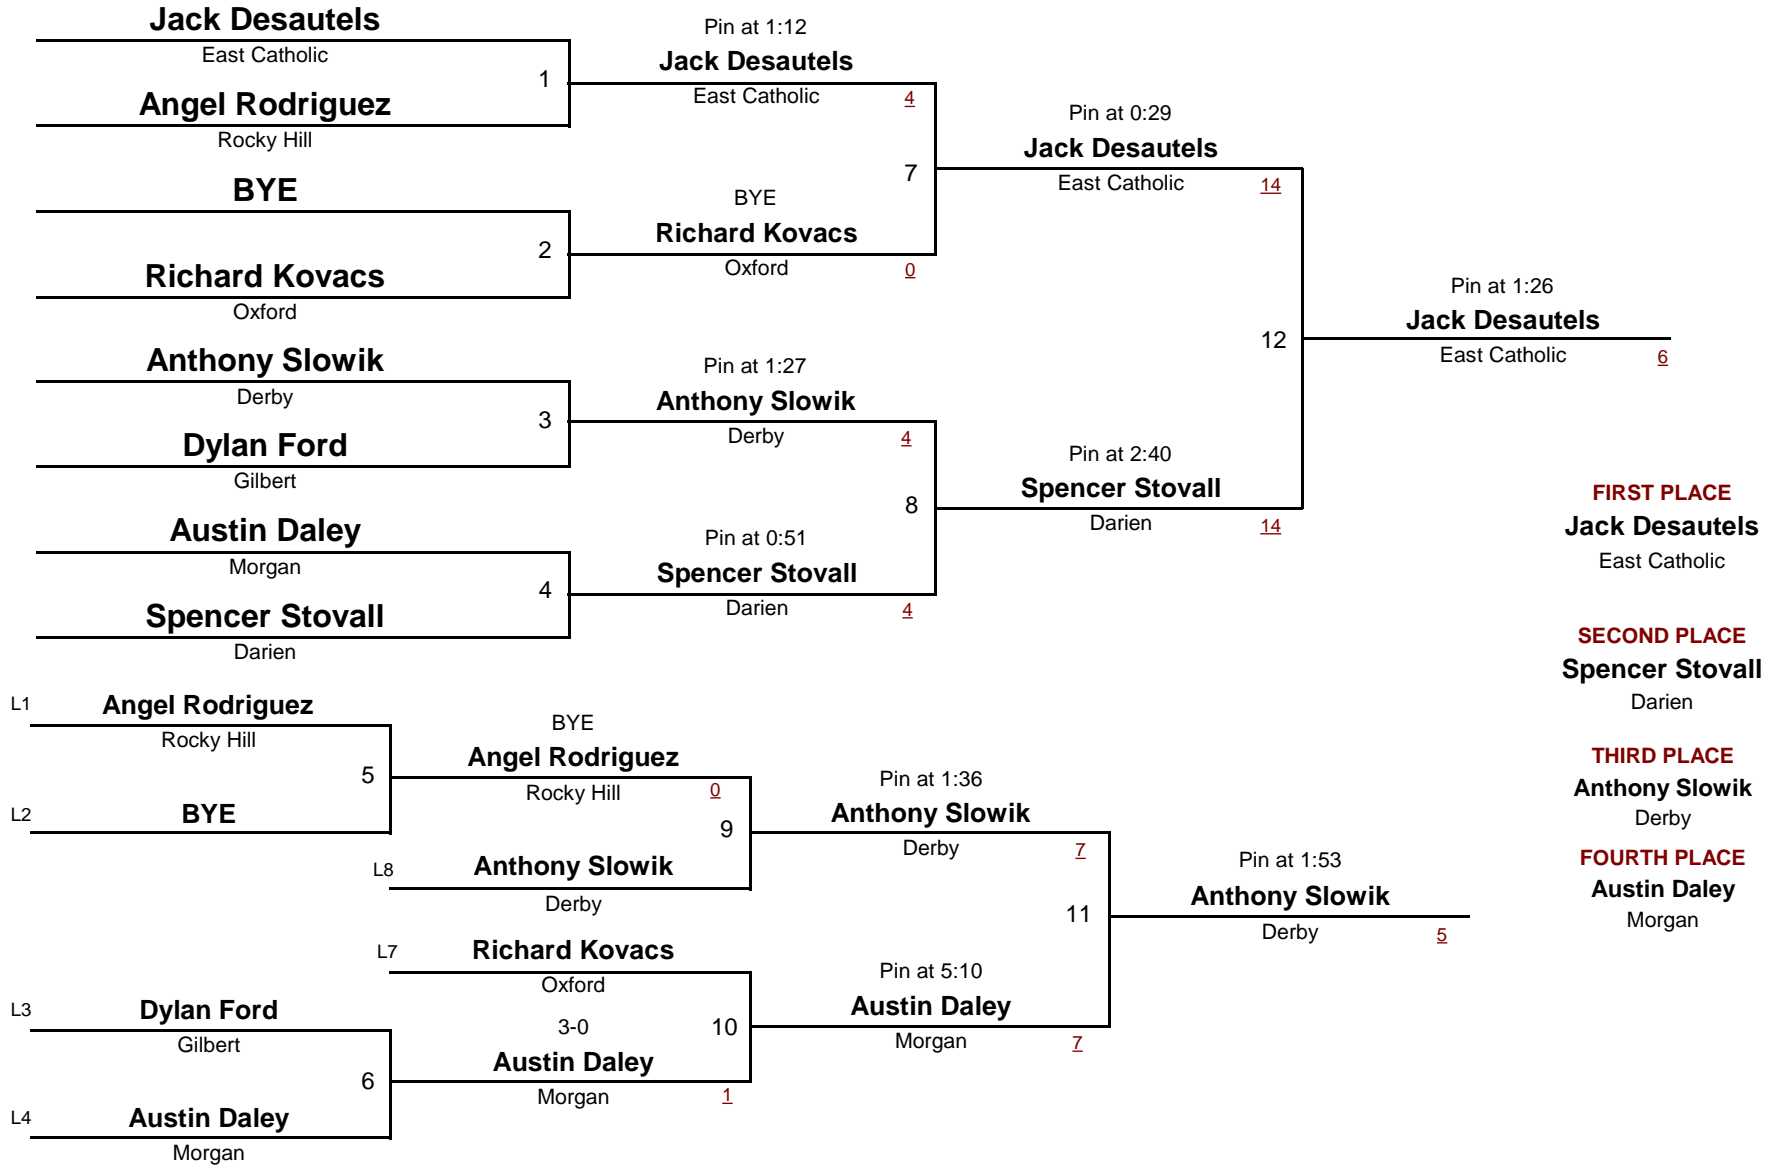 Jack Desautels
East Catholic
1
Angel Rodriguez
Rocky Hill
BYE
2
Richard Kovacs
Oxford
Anthony Slowik
Derby
3
Dylan Ford
Gilbert
Austin Daley
Morgan
4
Spencer Stovall
Darien
Pin at 1:12
Jack Desautels
East Catholic 4
7
BYE
Richard Kovacs
Oxford 0
Pin at 1:27
Anthony Slowik
Derby 4
8
Pin at 0:51
Spencer Stovall
Darien 4
Pin at 0:29
Jack Desautels
East Catholic 14
12
Pin at 2:40
Spencer Stovall
Darien 14
Pin at 1:26
Jack Desautels
East Catholic 6
FIRST PLACE
Jack Desautels
East Catholic
SECOND PLACE
Spencer Stovall
Darien
THIRD PLACE
Anthony Slowik
Derby
FOURTH PLACE
Austin Daley
Morgan
L1 Angel Rodriguez
Rocky Hill
5
L2 BYE
BYE
Angel Rodriguez
Rocky Hill 0
9
L8 Anthony Slowik
Derby
L7 Richard Kovacs
Oxford
L3 Dylan Ford
Gilbert
6
L4 Austin Daley
Morgan
3-0 10
Austin Daley
Morgan 1
Pin at 1:36
Anthony Slowik
Derby 7
11
Pin at 5:10
Austin Daley
Morgan 7
Pin at 1:53
Anthony Slowik
Derby 5